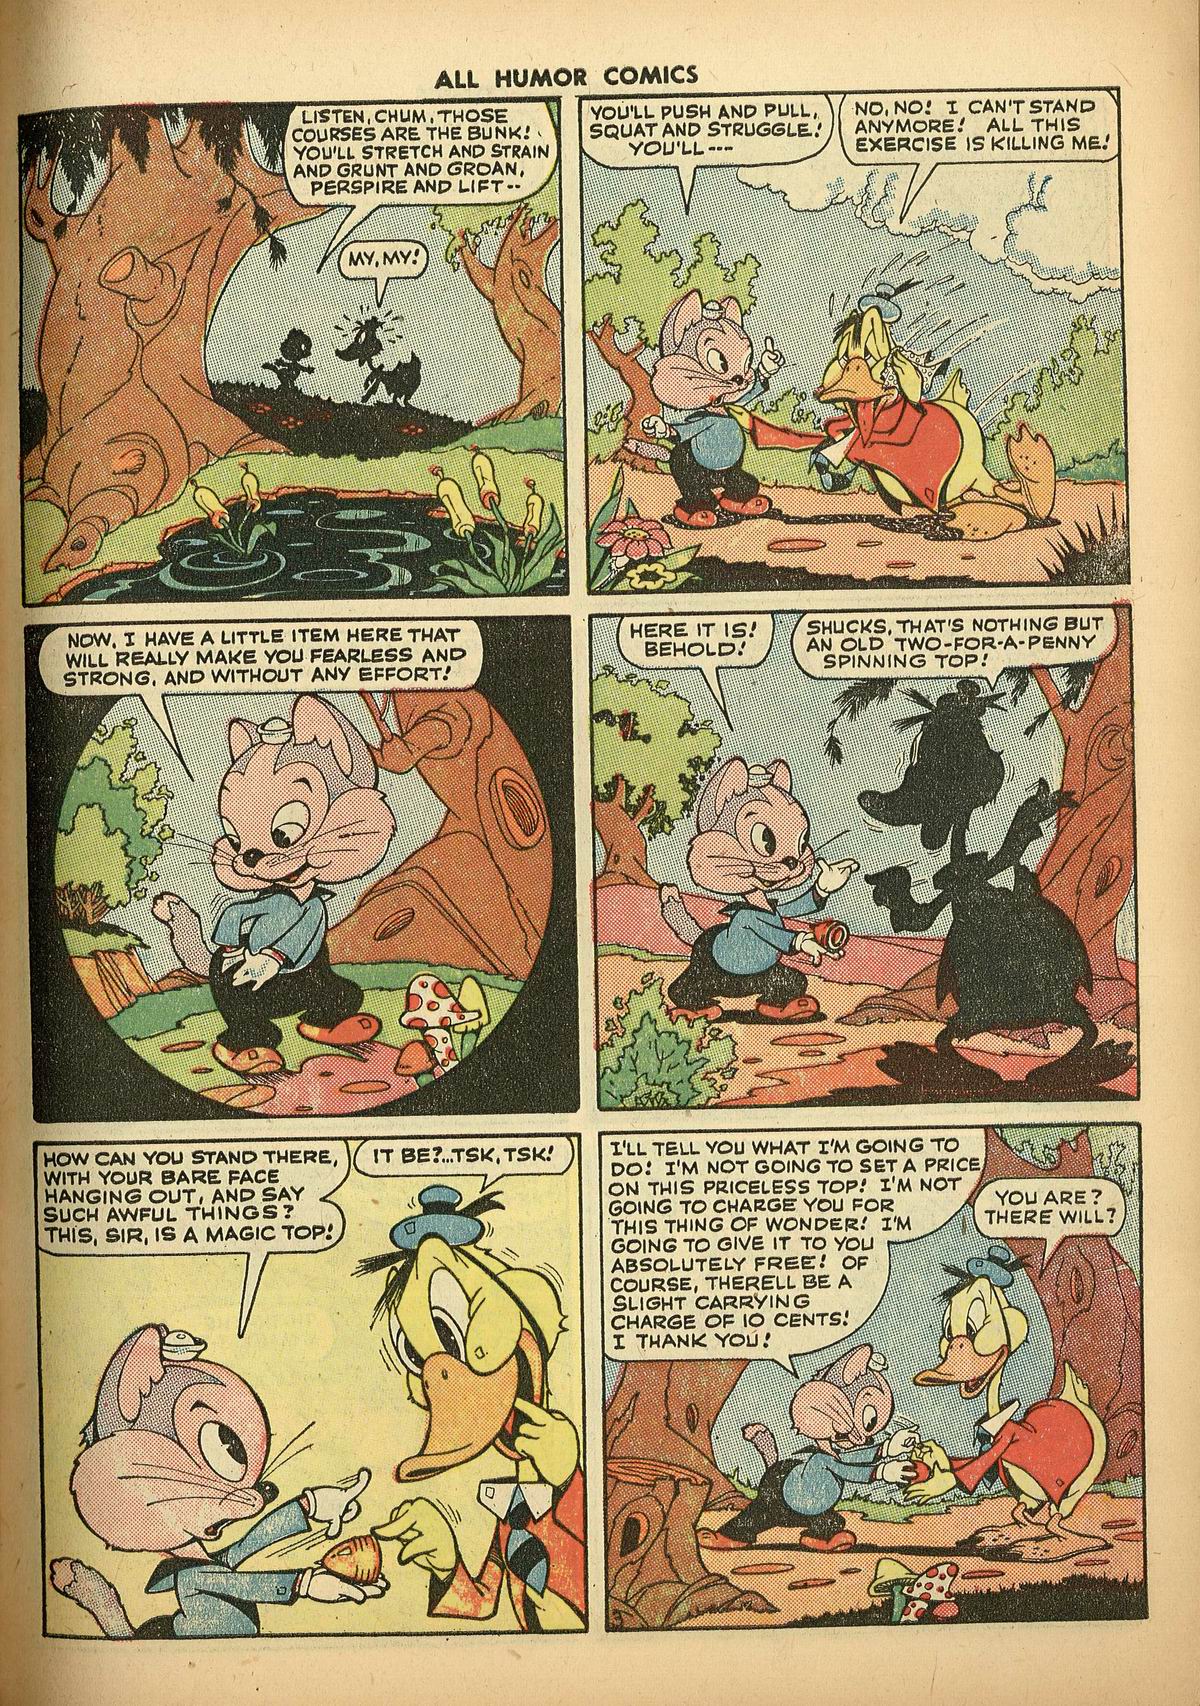 ALL HUMOR COMICS
LISTEN, CHUM, THOSE
COURSES ARE THE BUNK!
YOU'LL STRETCH AND STRAIN
AND GRUNT AND GROAN,
PERSPIRE AND LIFT--
MY, MY!
YOU'LL PUSH AND PULL,
SQUAT AND STRUGGLE!
YOU'LL ---
NO, NO! I CAN'T STAND
ANYMORE! ALL THIS
EXERCISE IS KILLING ME!
NOW, I HAVE A LITTLE ITEM HERE THAT
WILL REALLY MAKE YOU FEARLESS AND
STRONG, AND WITHOUT ANY EFFORT!
HERE IT IS!
BEHOLD!
SHUCKS, THAT'S NOTHING BUT
AN OLD TWO-FOR-A-PENNY
SPINNING TOP!
HOW CAN YOU STAND THERE,
WITH YOUR BARE FACE
HANGING OUT, AND SAY
SUCH AWFUL THINGS?
THIS, SIR, IS A MAGIC TOP!
IT BE?...TSK, TSK!
I'LL TELL YOU WHAT I'M GOING TO
DO! I'M NOT GOING TO SET A PRICE
ON THIS PRICELESS TOP! I'M NOT
GOING TO CHARGE YOU FOR
THIS THING OF WONDER! I'M
GOING TO GIVE IT TO YOU
ABSOLUTELY FREE! OF
COURSE, THERELL BE A
SLIGHT CARRYING
CHARGE OF 10 CENTS!
I THANK YOU!
YOU ARE?
THERE WILL?